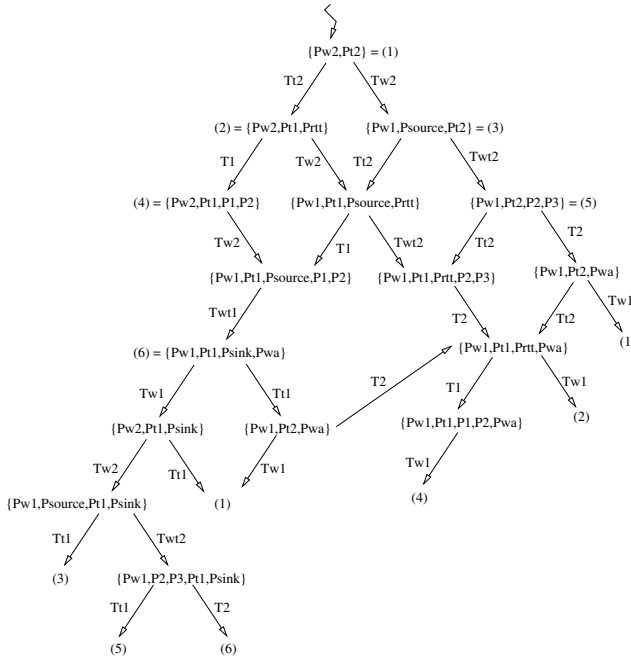 {Pw2,Pt2} = (1)
Tt2
Tw2
(2) = {Pw2,Pt1,Prtt}
{Pw1,Psource,Pt2} = (3)
T1
Tw2
Tt2
Twt2
(4) = {Pw2,Pt1,P1,P2}
{Pw1,Pt1,Psource,Prtt}
{Pw1,Pt2,P2,P3} = (5)
Tw2
T1
Twt2
Tt2
T2
{Pw1,Pt1,Psource,P1,P2}
{Pw1,Pt1,Prtt,P2,P3}
{Pw1,Pt2,Pwa}
Twt1
T2
Tt2
Tw1
(6) = {Pw1,Pt1,Psink,Pwa}
{Pw1,Pt1,Prtt,Pwa}
(1
Tw1
Tt1
T2
T1
Tw1
{Pw2,Pt1,Psink}
{Pw1,Pt2,Pwa}
{Pw1,Pt1,P1,P2,Pwa}
(2)
Tw2
Tt1
Tw1
Tw1
{Pw1,Psource,Pt1,Psink}
(1)
(4)
Tt1
Twt2
(3)
{Pw1,P2,P3,Pt1,Psink}
Tt1
T2
(5)
(6)